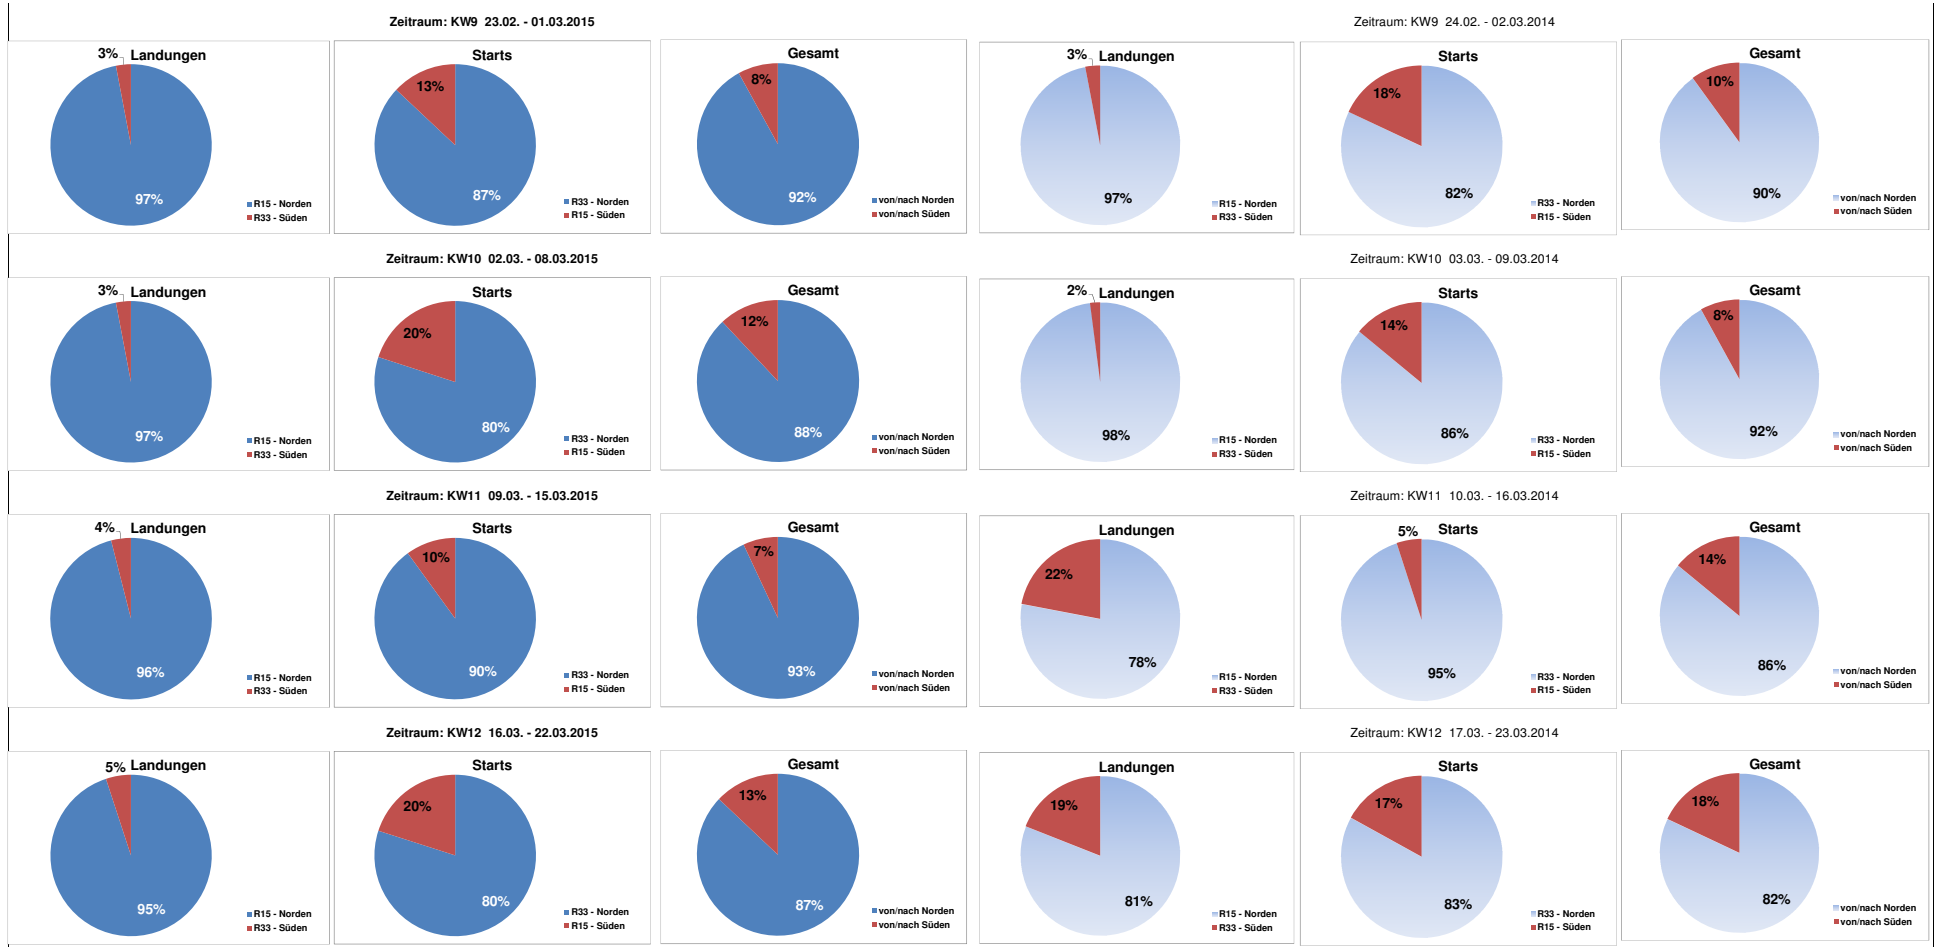 Zeitraum: KW9  23.02. - 01.03.2015
Zeitraum: KW9  24.02. - 02.03.2014
3%
Landungen
97%
R15 - Norden
R33 - Süden
Starts
13%
87%
R33 - Norden
R15 - Süden
Gesamt
8%
92%
von/nach Norden
von/nach Süden
3%
Landungen
97%
R15 - Norden
R33 - Süden
Starts
18%
82%
R33 - Norden
R15 - Süden
Gesamt
10%
90%
von/nach Norden
von/nach Süden
Zeitraum: KW10  02.03. - 08.03.2015
Zeitraum: KW10  03.03. - 09.03.2014
3%
Landungen
97%
R15 - Norden
R33 - Süden
Starts
20%
80%
R33 - Norden
R15 - Süden
Gesamt
12%
88%
von/nach Norden
von/nach Süden
2%
Landungen
98%
R15 - Norden
R33 - Süden
Starts
14%
86%
R33 - Norden
R15 - Süden
Gesamt
8%
92%
von/nach Norden
von/nach Süden
Zeitraum: KW11  09.03. - 15.03.2015
Zeitraum: KW11  10.03. - 16.03.2014
4%
Landungen
96%
R15 - Norden
R33 - Süden
Starts
10%
90%
R33 - Norden
R15 - Süden
Gesamt
7%
93%
von/nach Norden
von/nach Süden
Landungen
22%
78%
R15 - Norden
R33 - Süden
5%
Starts
95%
R33 - Norden
R15 - Süden
Gesamt
14%
86%
von/nach Norden
von/nach Süden
Zeitraum: KW12  16.03. - 22.03.2015
Zeitraum: KW12  17.03. - 23.03.2014
5%
Landungen
95%
R15 - Norden
R33 - Süden
Starts
20%
80%
R33 - Norden
R15 - Süden
Gesamt
13%
87%
von/nach Norden
von/nach Süden
Landungen
19%
81%
R15 - Norden
R33 - Süden
Starts
17%
83%
R33 - Norden
R15 - Süden
Gesamt
18%
82%
von/nach Norden
von/nach Süden